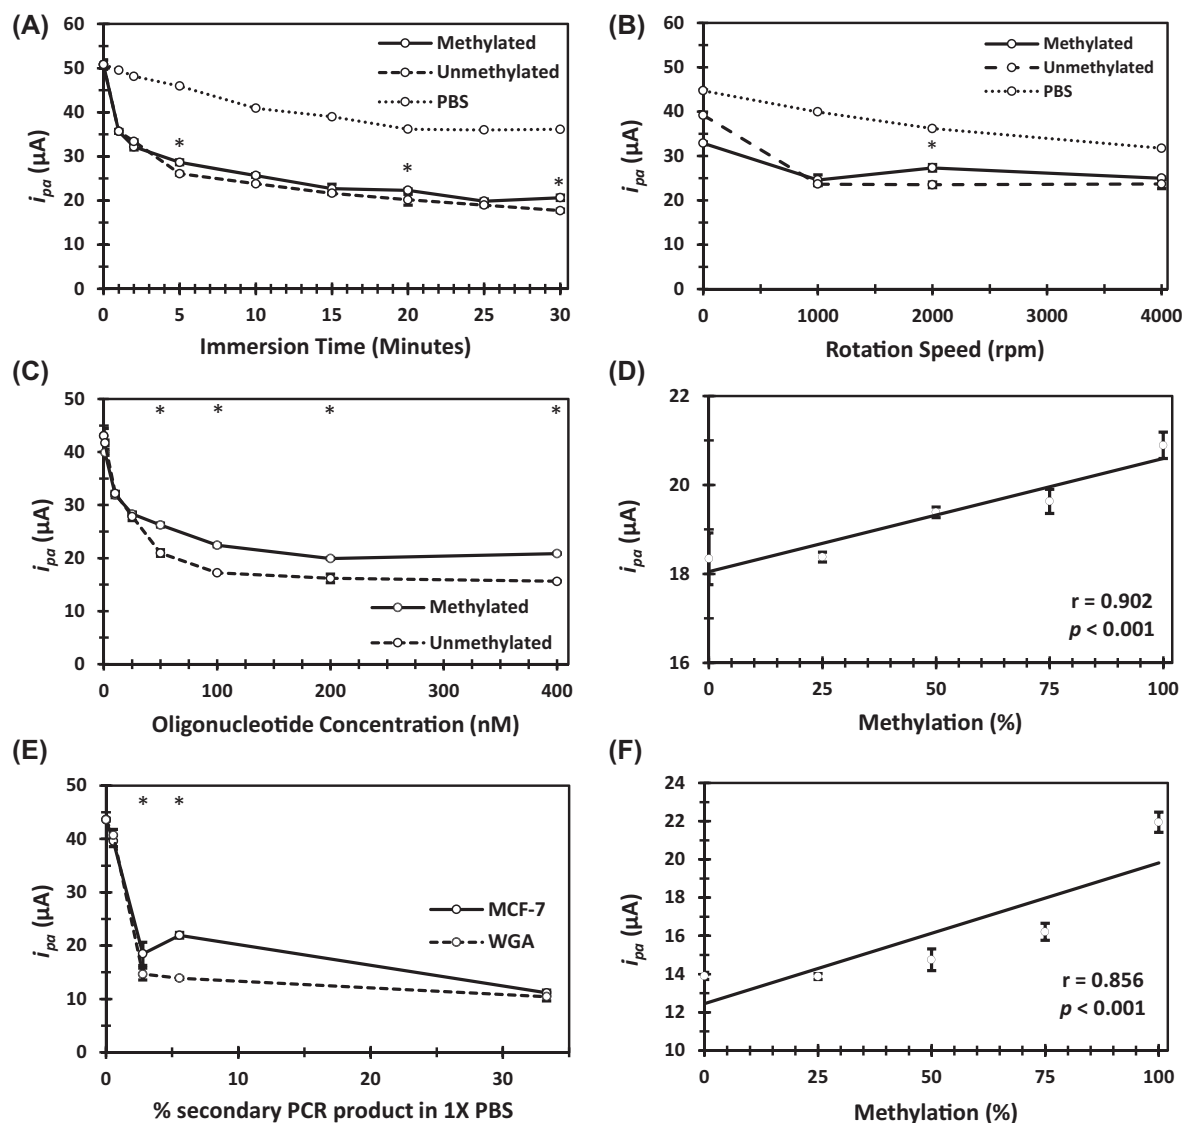 (A)
60
50
40
30
20
10
0
i_pa (µA)
Methylated
Unmethylated
PBS
*
*
*
0 5 10 15 20 25 30
Immersion Time (Minutes)
(B)
60
50
40
30
20
10
0
i_pa (µA)
Methylated
Unmethylated
PBS
*
0 1000 2000 3000 4000
Rotation Speed (rpm)
(C)
50
40
30
20
10
0
i_pa (µA)
* * * *
Methylated
Unmethylated
0 100 200 300 400
Oligonucleotide Concentration (nM)
(D)
22
20
18
16
i_pa (µA)
r = 0.902
p < 0.001
0 25 50 75 100
Methylation (%)
(E)
50
40
30
20
10
0
i_pa (µA)
* *
MCF-7
WGA
0 10 20 30
% secondary PCR product in 1X PBS
(F)
24
22
20
18
16
14
12
10
i_pa (µA)
r = 0.856
p < 0.001
0 25 50 75 100
Methylation (%)